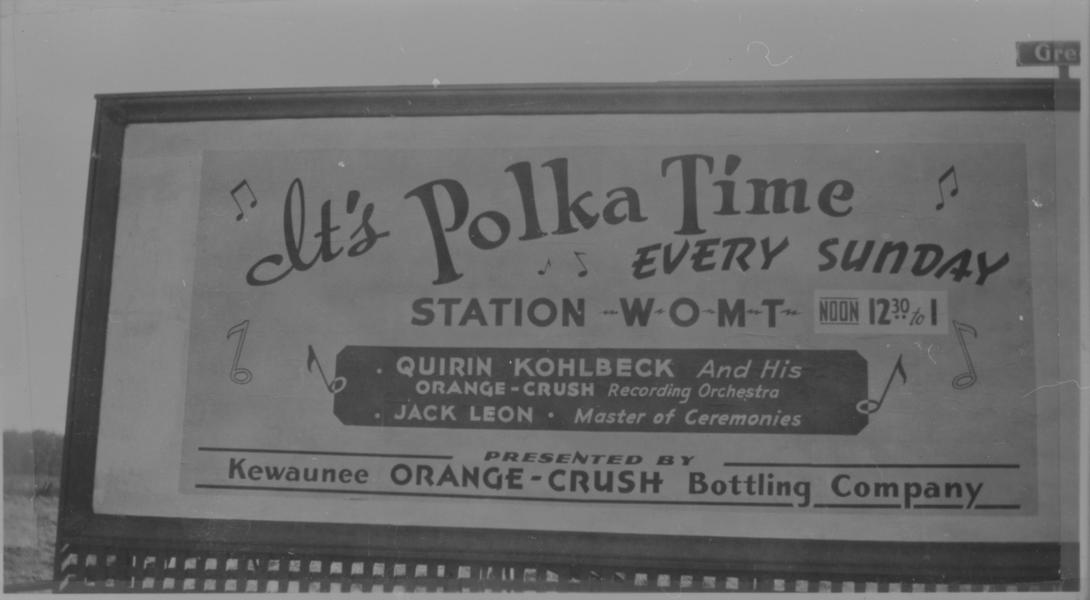 Gre
It's Polka Time
EVERY SUNDAY
STATION -W-O-M-T- NOON 12 30 to 1
· QUIRIN KOHLBECK And His
ORANGE-CRUSH Recording Orchestra
· JACK LEON · Master of Ceremonies
PRESENTED BY
Kewaunee ORANGE-CRUSH Bottling Company